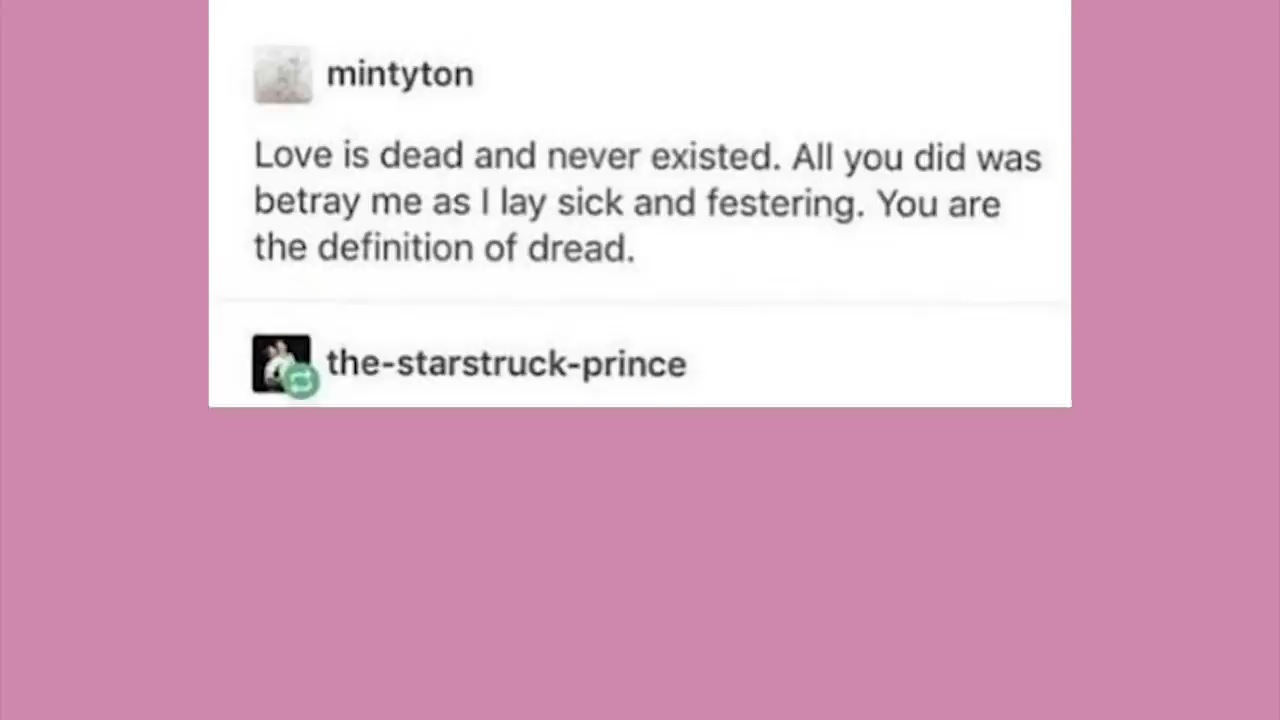 mintyton
Love is dead and never existed. All you did was
betray me as I lay sick and festering. You are
the definition of dread.
the-starstruck-prince